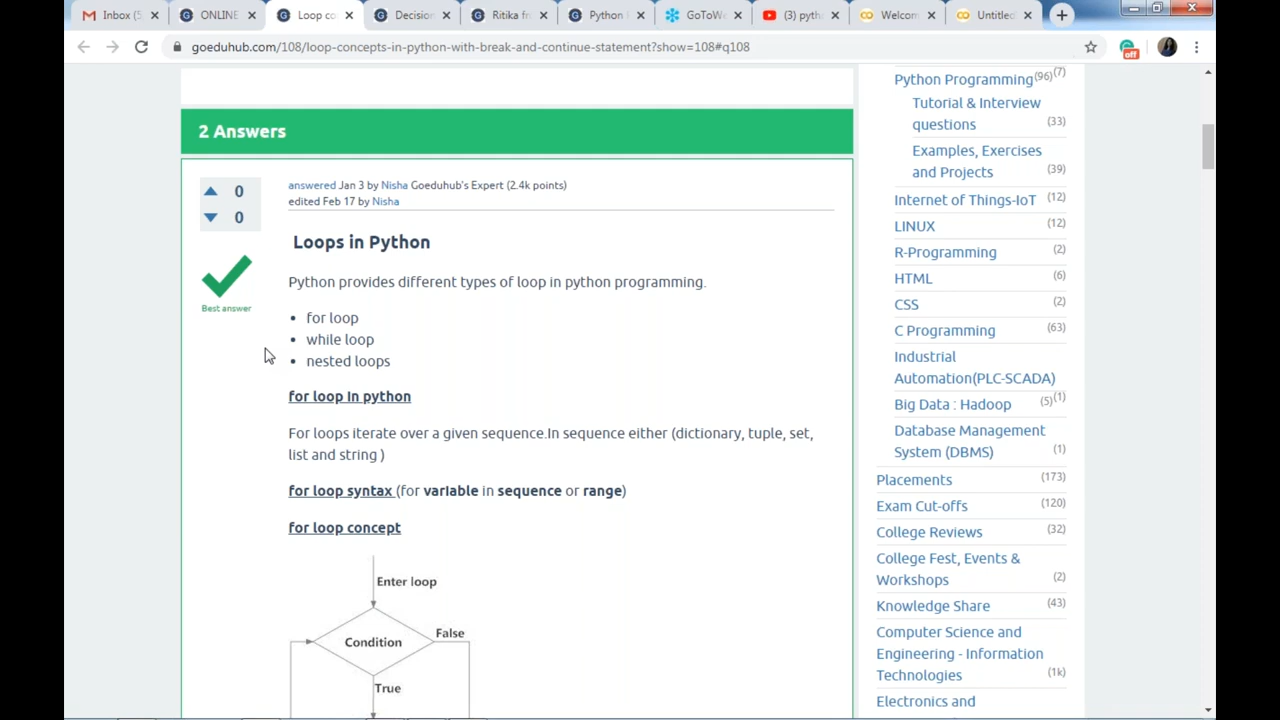 Inbox (5
ONLINE
Loop co
Decision
Ritika fr
Python
GoToWe
(3) pyth
Welcom
Untitled
goeduhub.com/108/loop-concepts-in-python-with-break-and-continue-statement?show=108#q108
off
2 Answers
0
0
Best answer
answered Jan 3 by Nisha Goeduhub's Expert (2.4k points)
edited Feb 17 by Nisha
Loops in Python
Python provides different types of loop in python programming.
• for loop
• while loop
• nested loops
for loop In python
For loops iterate over a given sequence.In sequence either (dictionary, tuple, set,
list and string )
for loop syntax (for variable in sequence or range)
for loop concept
Enter loop
Condition
False
True
Python Programming (96) (7)
Tutorial & Interview
questions (33)
Examples, Exercises
and Projects (39)
Internet of Things-IoT (12)
LINUX (12)
R-Programming (2)
HTML (6)
CSS (2)
C Programming (63)
Industrial
Automation(PLC-SCADA)
Big Data : Hadoop (5) (1)
Database Management
System (DBMS) (1)
Placements (173)
Exam Cut-offs (120)
College Reviews (32)
College Fest, Events &
Workshops (2)
Knowledge Share (43)
Computer Science and
Engineering - Information
Technologies (1k)
Electronics and